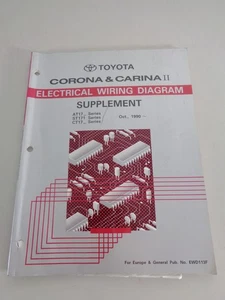 TOYOTA
CORONA & CARINA II
ELECTRICAL WIRING DIAGRAM
SUPPLEMENT
AT17_ Series
ST171 Series
CT17_ Series
Oct., 1990 —
For Europe & General Pub. No. EWD112F